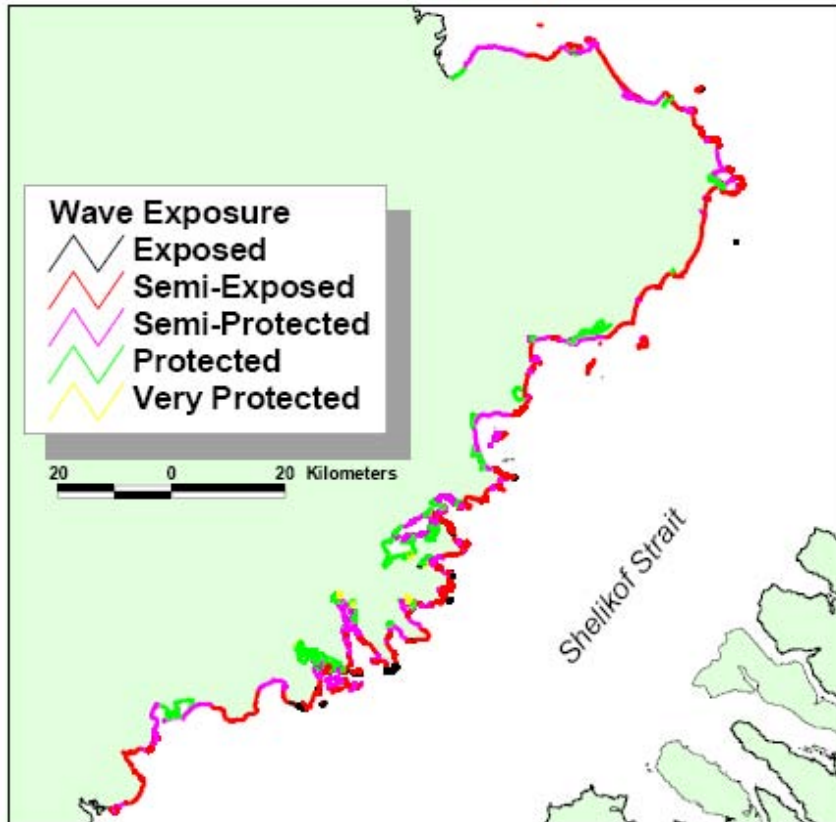 Wave Exposure
Exposed
Semi-Exposed
Semi-Protected
Protected
Very Protected
20 0 20 Kilometers
Shelikof Strait